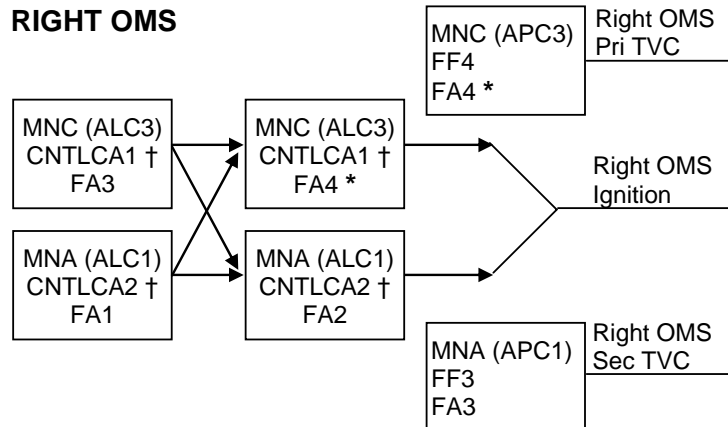 RIGHT OMS
MNC (APC3)
FF4
FA4 *
Right OMS
Pri TVC
MNC (ALC3)
CNTLCA1 †
FA3
MNC (ALC3)
CNTLCA1 †
FA4 *
Right OMS
Ignition
MNA (ALC1)
CNTLCA2 †
FA1
MNA (ALC1)
CNTLCA2 †
FA2
MNA (APC1)
FF3
FA3
Right OMS
Sec TVC